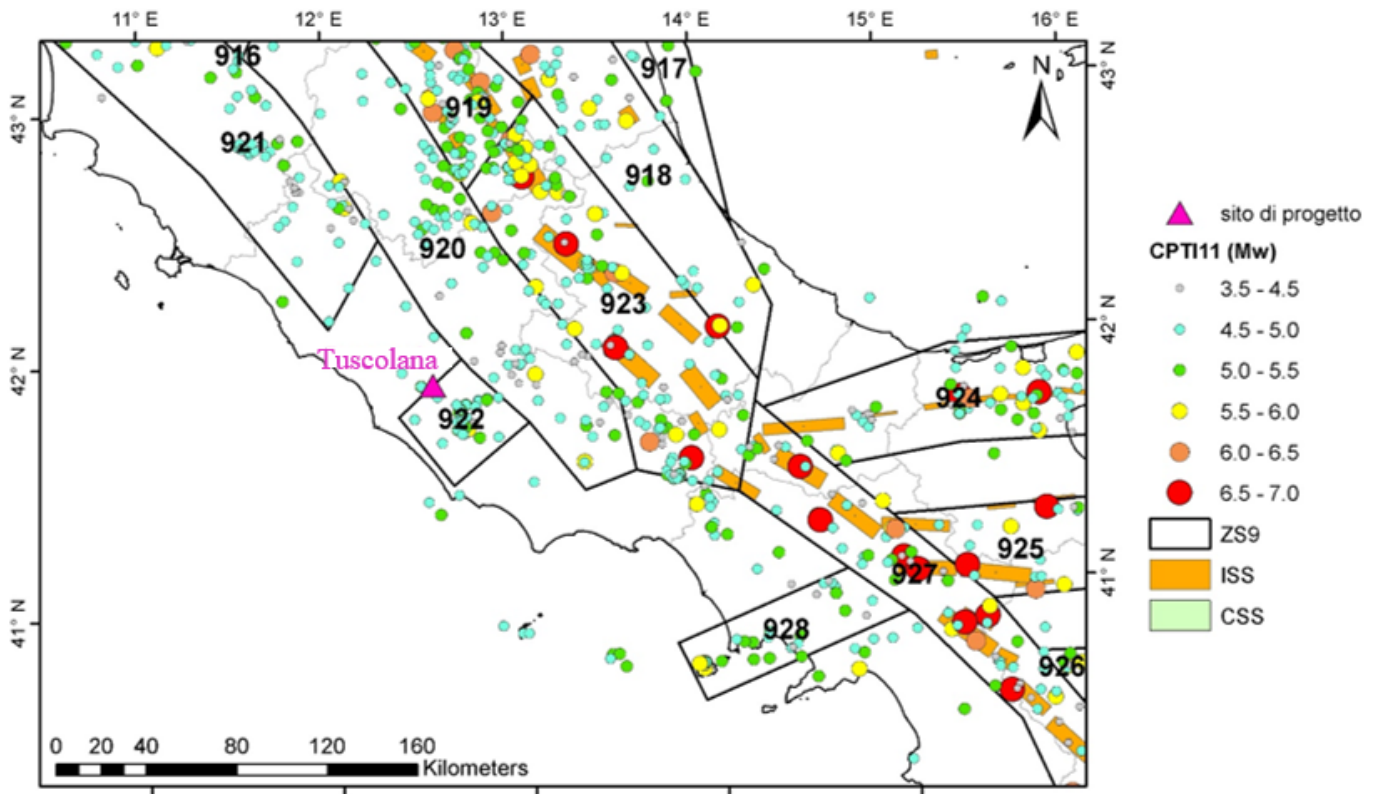 11° E 12° E 13° E 14° E 15° E 16° E
43° N
43° N
42° N
42° N
41° N
41° N
N
916
917
919
921
918
920
923
Tuscolana
922
924
925
927
928
926
0 20 40 80 120 160
Kilometers
sito di progetto
CPTI11 (Mw)
3.5 - 4.5
4.5 - 5.0
5.0 - 5.5
5.5 - 6.0
6.0 - 6.5
6.5 - 7.0
ZS9
ISS
CSS